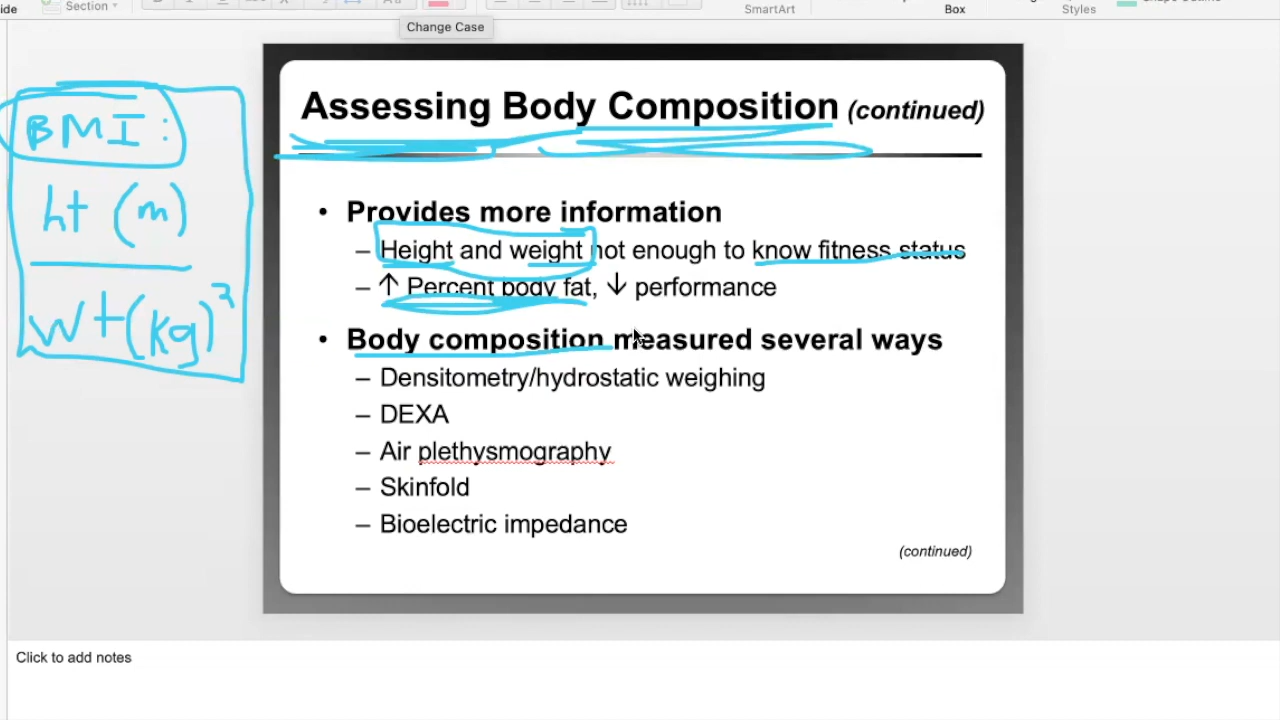 ide
Section
SmartArt
Box
Styles
Change Case
BMI:
ht (m)
wt (kg)²
Assessing Body Composition (continued)
• Provides more information
– Height and weight not enough to know fitness status
– ↑ Percent body fat, ↓ performance
• Body composition measured several ways
– Densitometry/hydrostatic weighing
– DEXA
– Air plethysmography
– Skinfold
– Bioelectric impedance
(continued)
Click to add notes